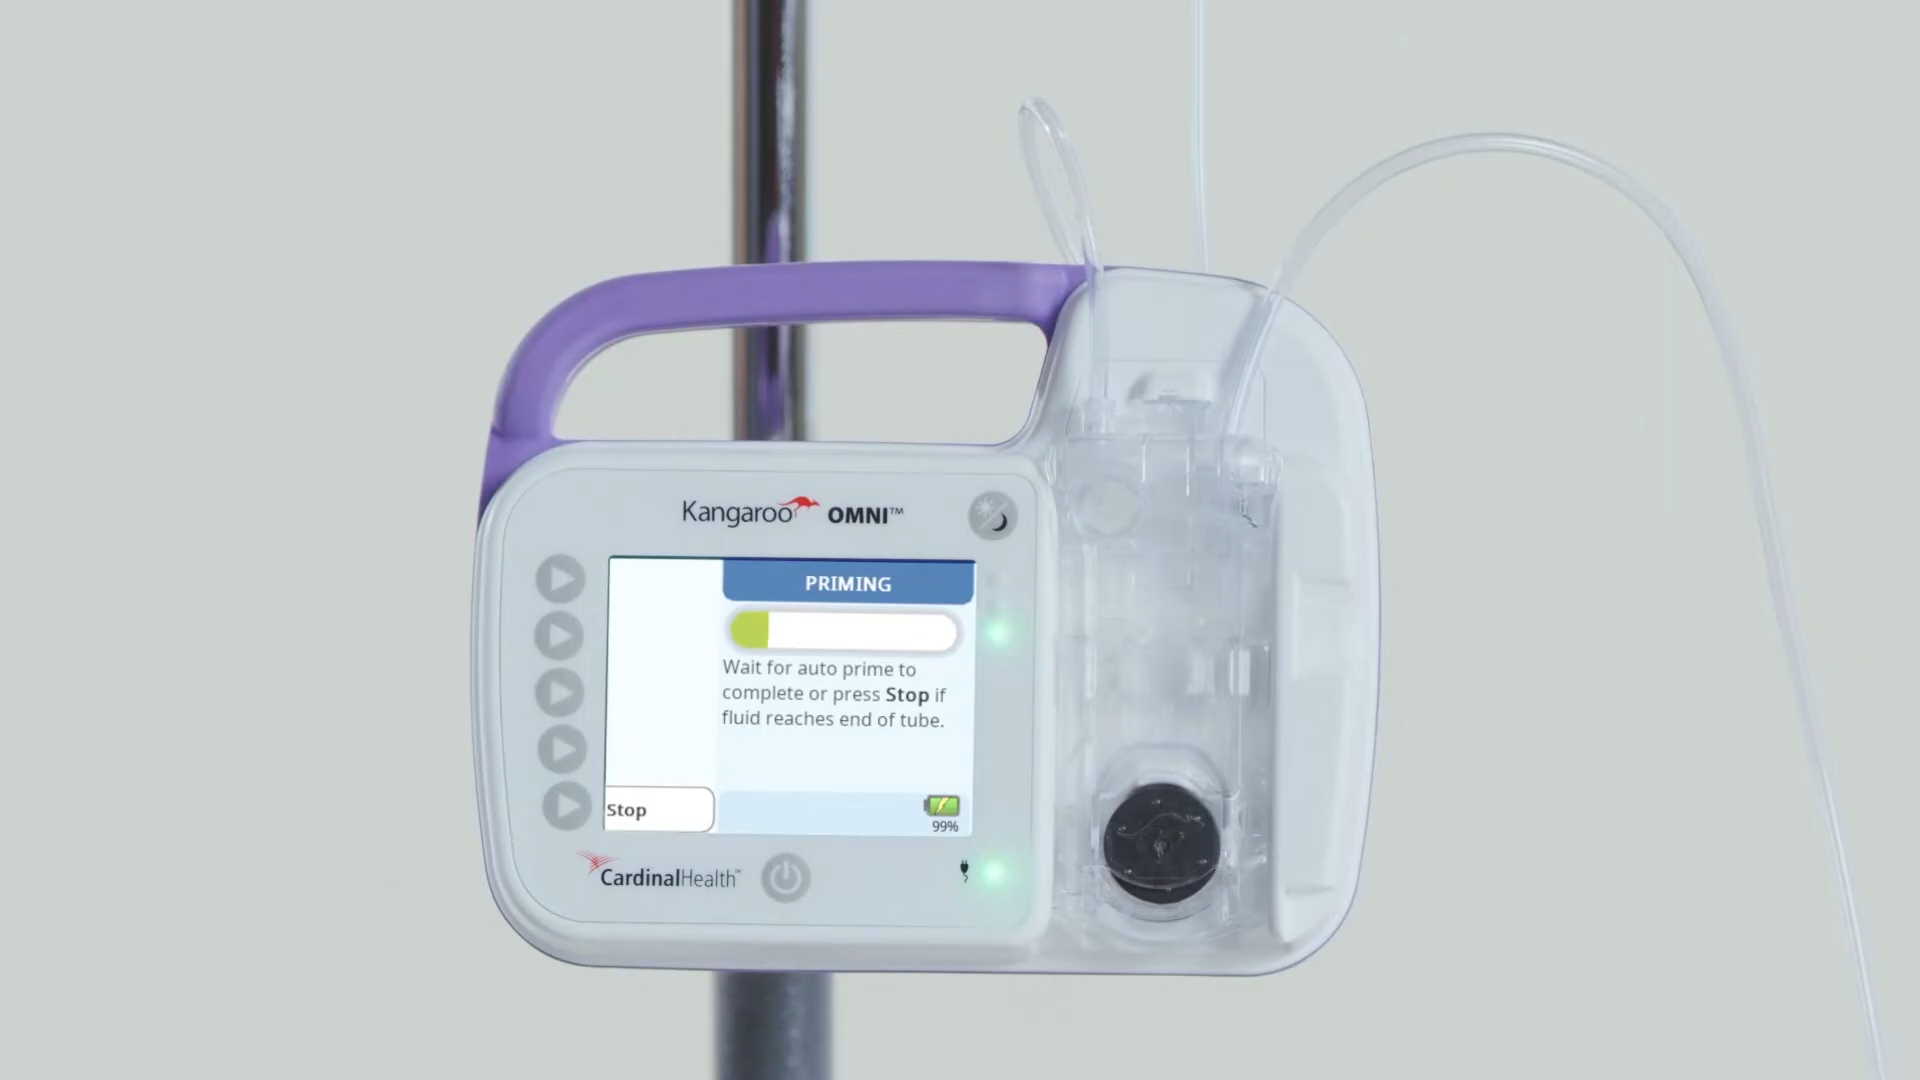 Kangaroo OMNI™
PRIMING
Wait for auto prime to
complete or press Stop if
fluid reaches end of tube.
Stop
99%
CardinalHealth™